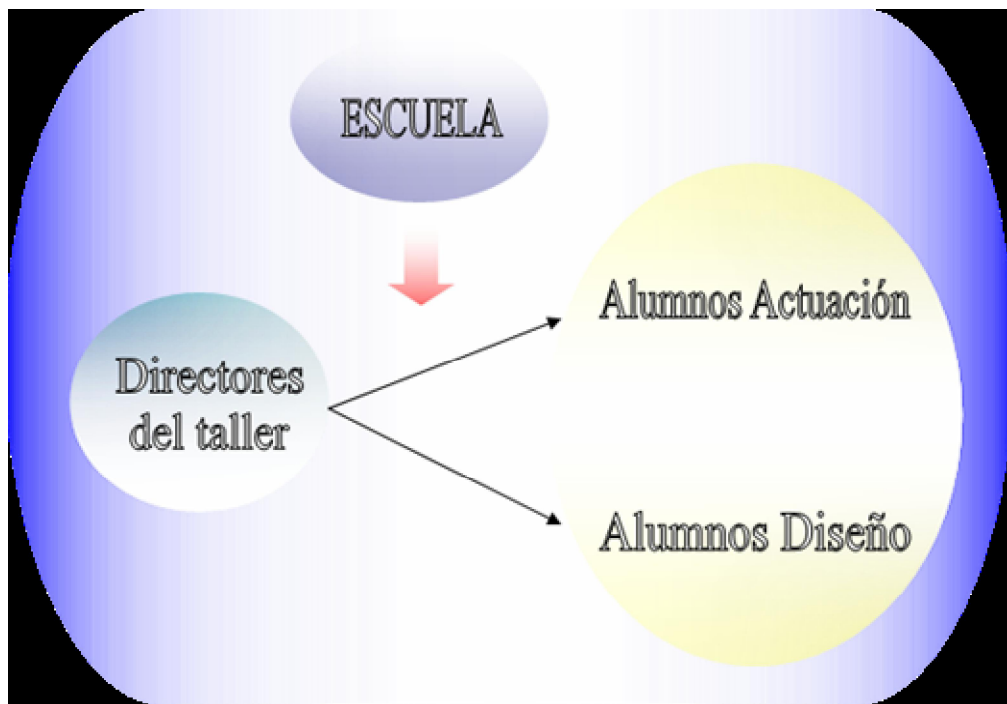 ESCUELA
Directores
del taller
Alumnos Actuación
Alumnos Diseño